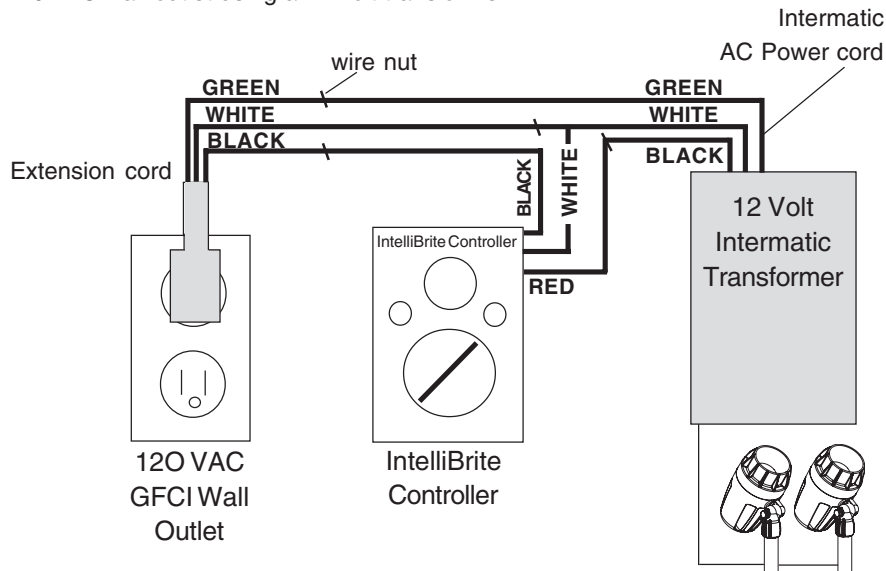 Intermatic
AC Power cord
wire nut
GREEN
GREEN
WHITE
WHITE
BLACK
BLACK
Extension cord
BLACK
WHITE
12 Volt
Intermatic
Transformer
IntelliBrite Controller
RED
12O VAC
GFCI Wall
Outlet
IntelliBrite
Controller